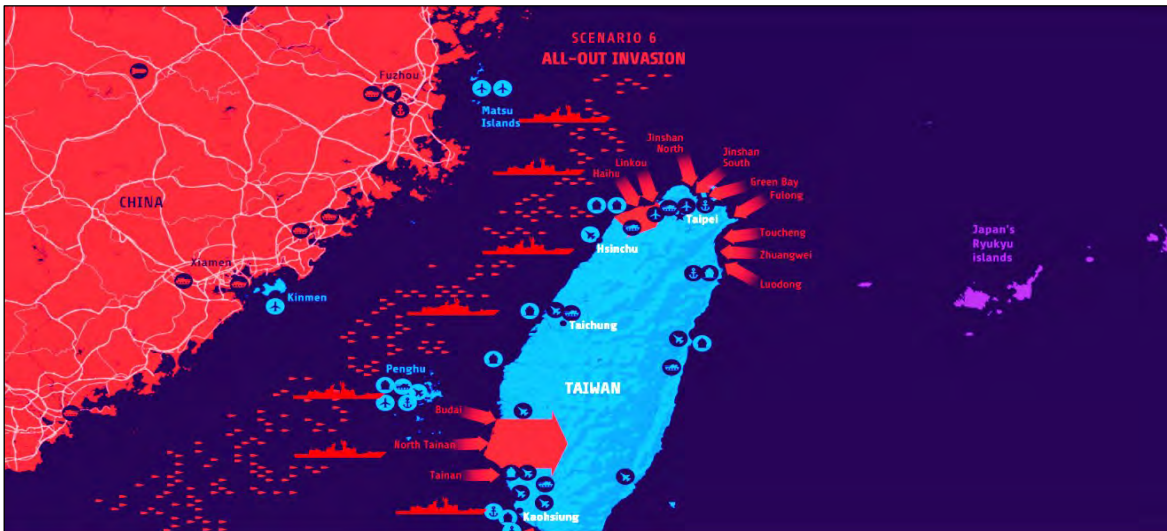 SCENARIO 6
ALL-OUT INVASION
Fuzhou
Matsu
Islands
Jinshan
North
Jinshan
South
Linkou
Haihu
Green Bay
Fulong
CHINA
Taipei
Toucheng
Japan's
Ryukyu
islands
Hsinchu
Zhuangwei
Xiamen
Luodong
Kinmen
Taichung
Penghu
TAIWAN
Budai
North Tainan
Tainan
Kaohsiung